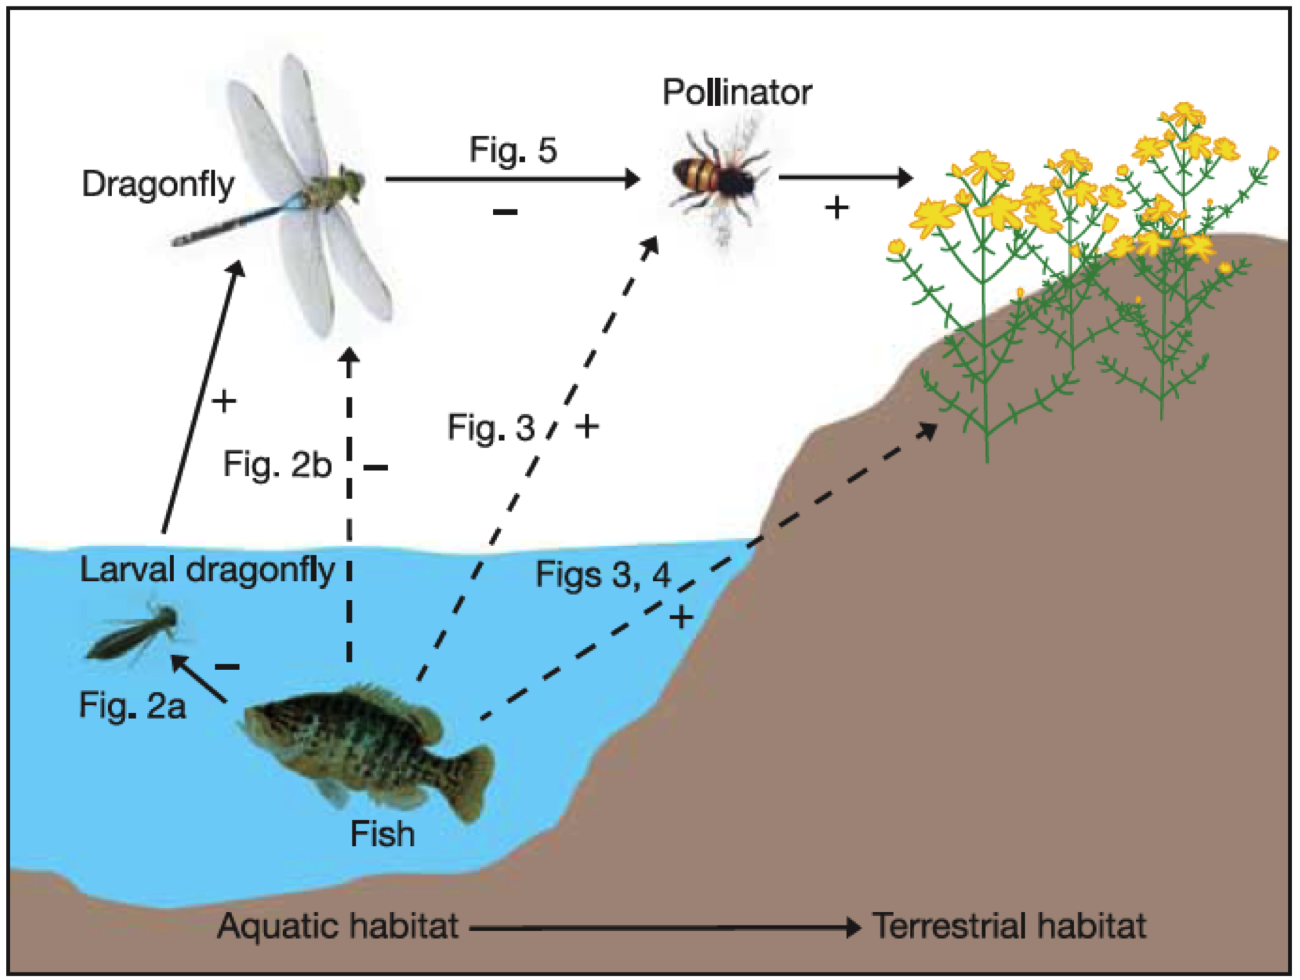 Pollinator
Fig. 5
Dragonfly
−
+
+
Fig. 3
+
Fig. 2b
−
Larval dragonfly
Figs 3, 4
+
−
Fig. 2a
Fish
Aquatic habitat
Terrestrial habitat